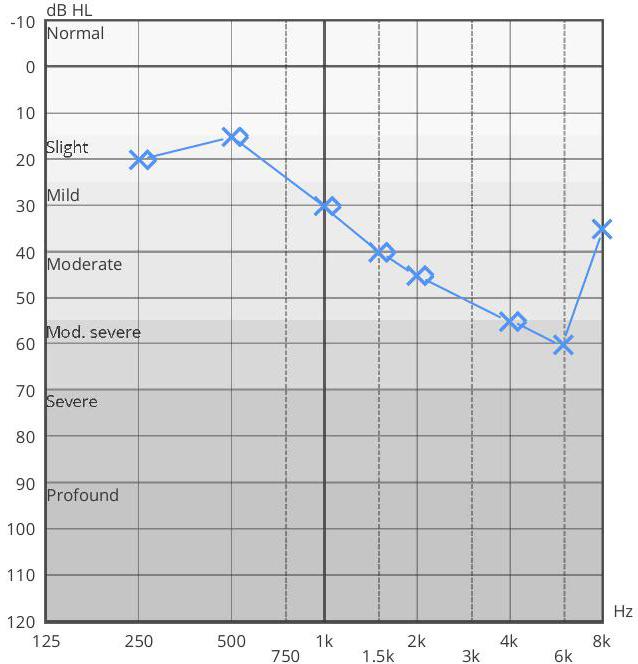 dB HL
-10
Normal
0
10
Slight
20
Mild
30
40
Moderate
50
Mod. severe
60
70
Severe
80
90
Profound
100
110
120
Hz
125 250 500 1k 2k 4k 8k
750 1.5k 3k 6k